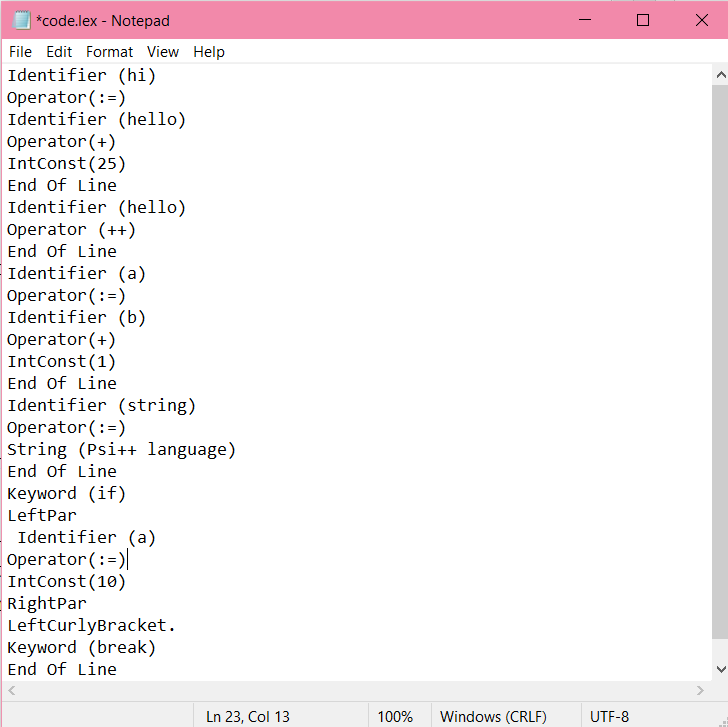 *code.lex - Notepad
File Edit Format View Help
Identifier (hi)
Operator(:=)
Identifier (hello)
Operator(+)
IntConst(25)
End Of Line
Identifier (hello)
Operator (++)
End Of Line
Identifier (a)
Operator(:=)
Identifier (b)
Operator(+)
IntConst(1)
End Of Line
Identifier (string)
Operator(:=)
String (Psi++ language)
End Of Line
Keyword (if)
LeftPar
 Identifier (a)
Operator(:=)
IntConst(10)
RightPar
LeftCurlyBracket.
Keyword (break)
End Of Line
Ln 23, Col 13 100% Windows (CRLF) UTF-8